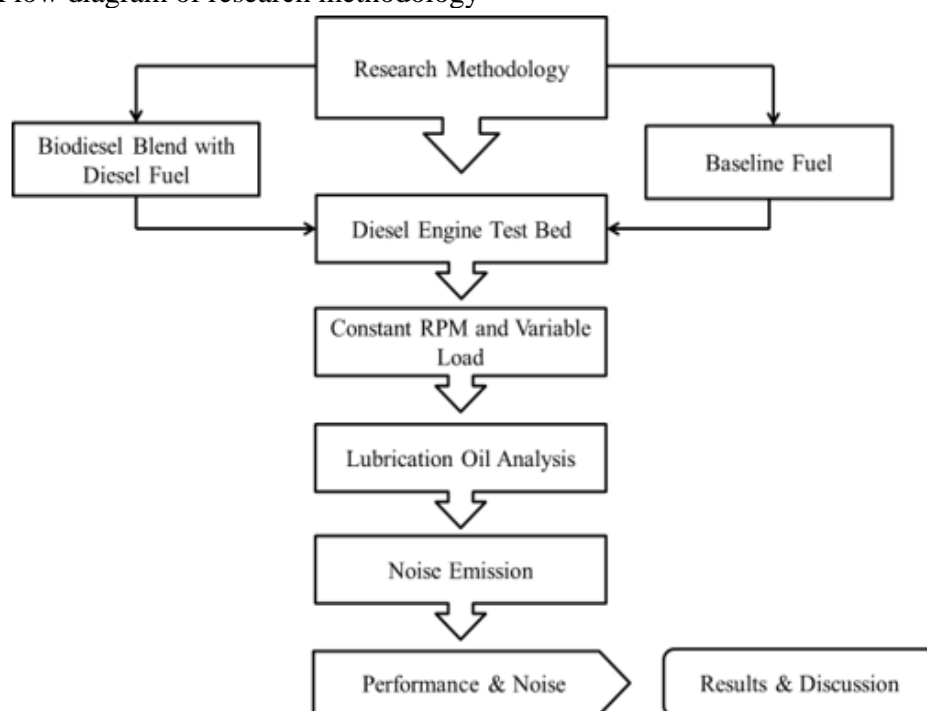 Flow diagram of research methodology
Research Methodology
Biodiesel Blend with
Diesel Fuel
Baseline Fuel
Diesel Engine Test Bed
Constant RPM and Variable
Load
Lubrication Oil Analysis
Noise Emission
Performance & Noise
Results & Discussion